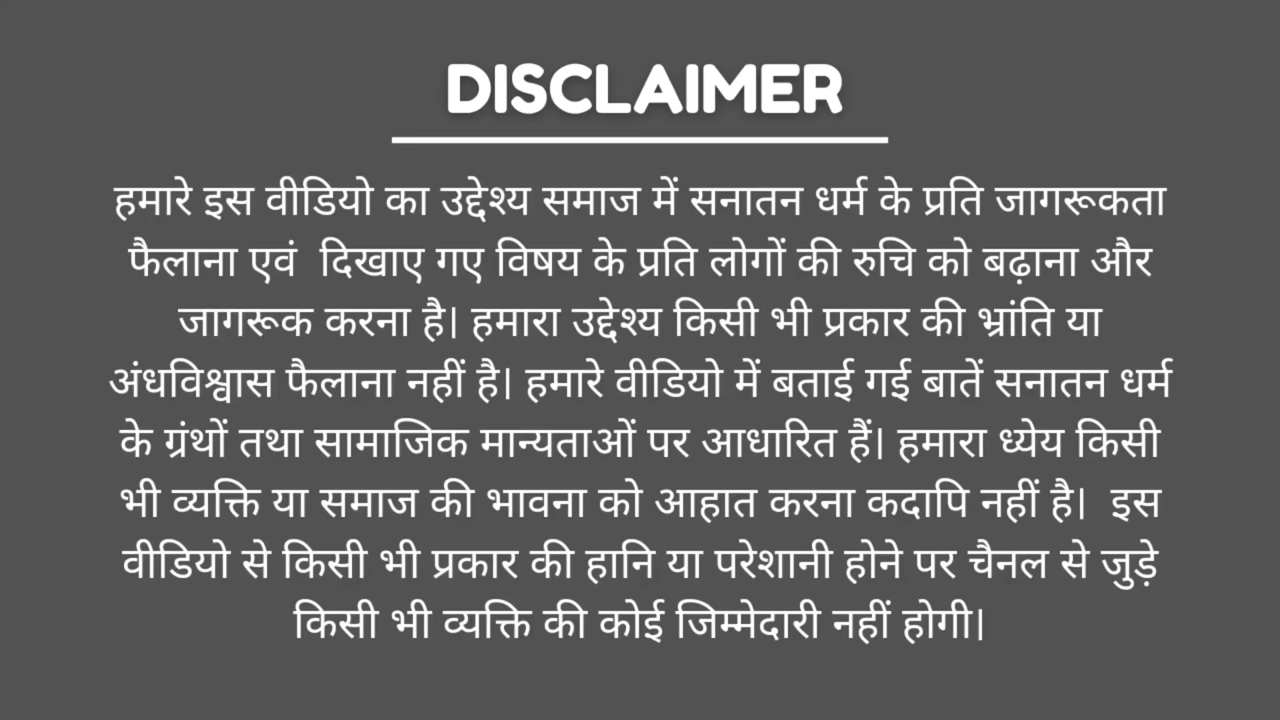 DISCLAIMER
हमारे इस वीडियो का उद्देश्य समाज में सनातन धर्म के प्रति जागरूकता
फैलाना एवं  दिखाए गए विषय के प्रति लोगों की रुचि को बढ़ाना और
जागरूक करना है। हमारा उद्देश्य किसी भी प्रकार की भ्रांति या
अंधविश्वास फैलाना नहीं है। हमारे वीडियो में बताई गई बातें सनातन धर्म
के ग्रंथों तथा सामाजिक मान्यताओं पर आधारित हैं। हमारा ध्येय किसी
भी व्यक्ति या समाज की भावना को आहात करना कदापि नहीं है।  इस
वीडियो से किसी भी प्रकार की हानि या परेशानी होने पर चैनल से जुड़े
किसी भी व्यक्ति की कोई जिम्मेदारी नहीं होगी।